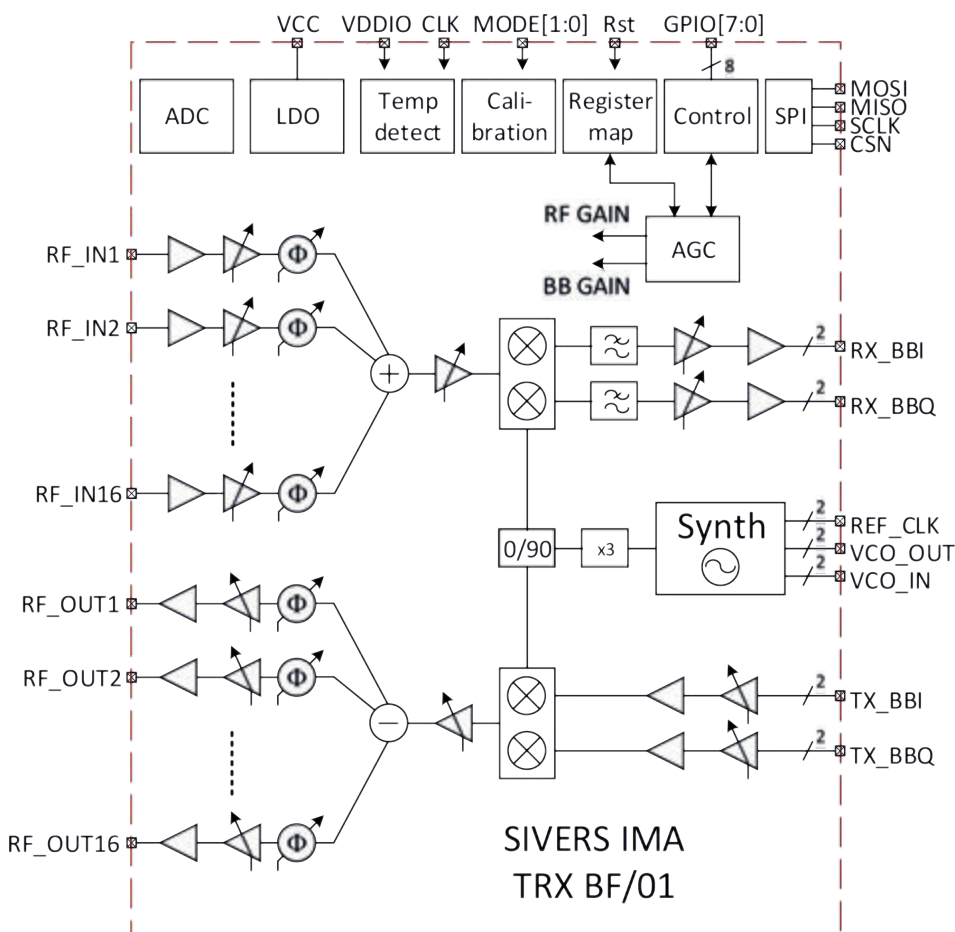 VCC VDDIO CLK MODE[1:0] Rst GPIO[7:0]
8
ADC
LDO
Temp
detect
Cali-
bration
Register
map
Control
SPI
MOSI
MISO
SCLK
CSN
RF GAIN
BB GAIN
AGC
RF_IN1
Φ
RF_IN2
Φ
RF_IN16
Φ
2
RX_BBI
2
RX_BBQ
0/90
x3
Synth
2
REF_CLK
2
VCO_OUT
2
VCO_IN
RF_OUT1
Φ
RF_OUT2
Φ
RF_OUT16
Φ
2
TX_BBI
2
TX_BBQ
SIVERS IMA
TRX BF/01